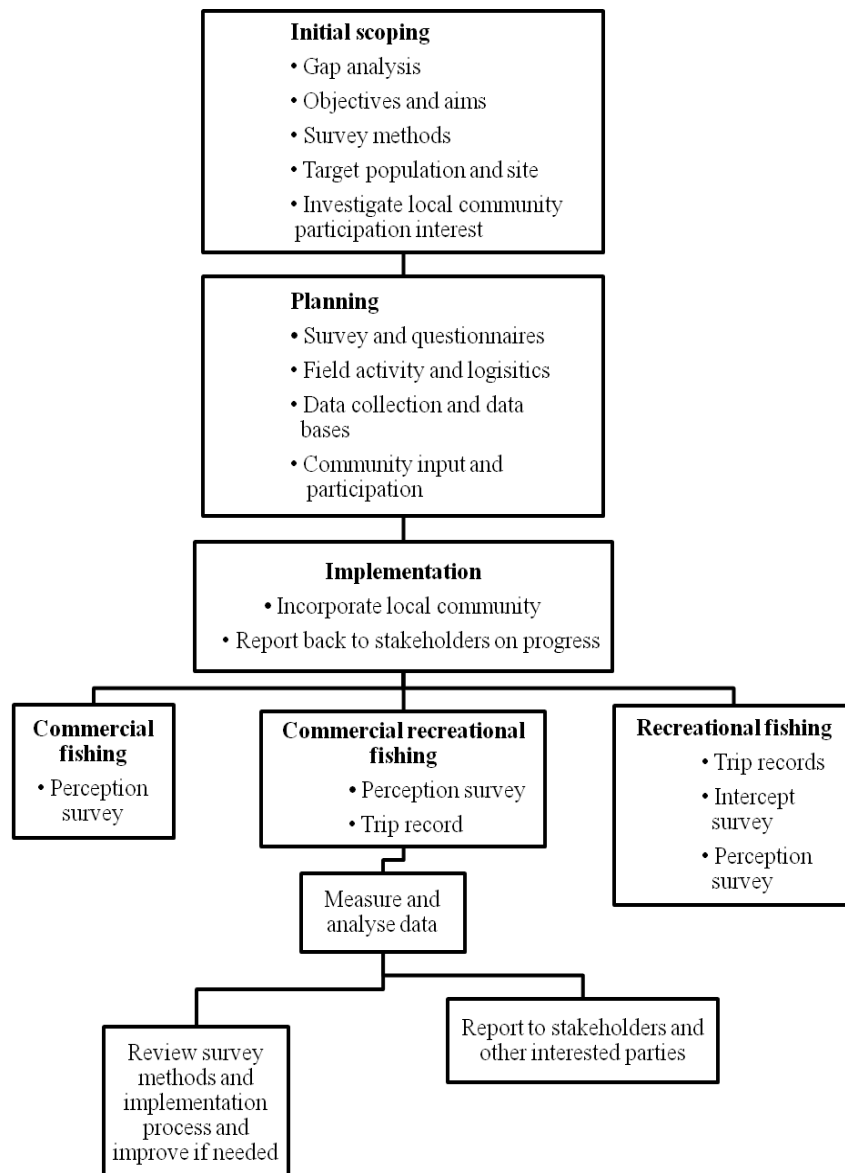 Initial scoping
• Gap analysis
• Objectives and aims
• Survey methods
• Target population and site
• Investigate local community
participation interest
Planning
• Survey and questionnaires
• Field activity and logisitics
• Data collection and data
bases
• Community input and
participation
Implementation
• Incorporate local community
• Report back to stakeholders on progress
Commercial
fishing
• Perception
survey
Commercial recreational
fishing
• Perception survey
• Trip record
Recreational fishing
• Trip records
• Intercept
survey
• Perception
survey
Measure and
analyse data
Review survey
methods and
implementation
process and
improve if needed
Report to stakeholders and
other interested parties